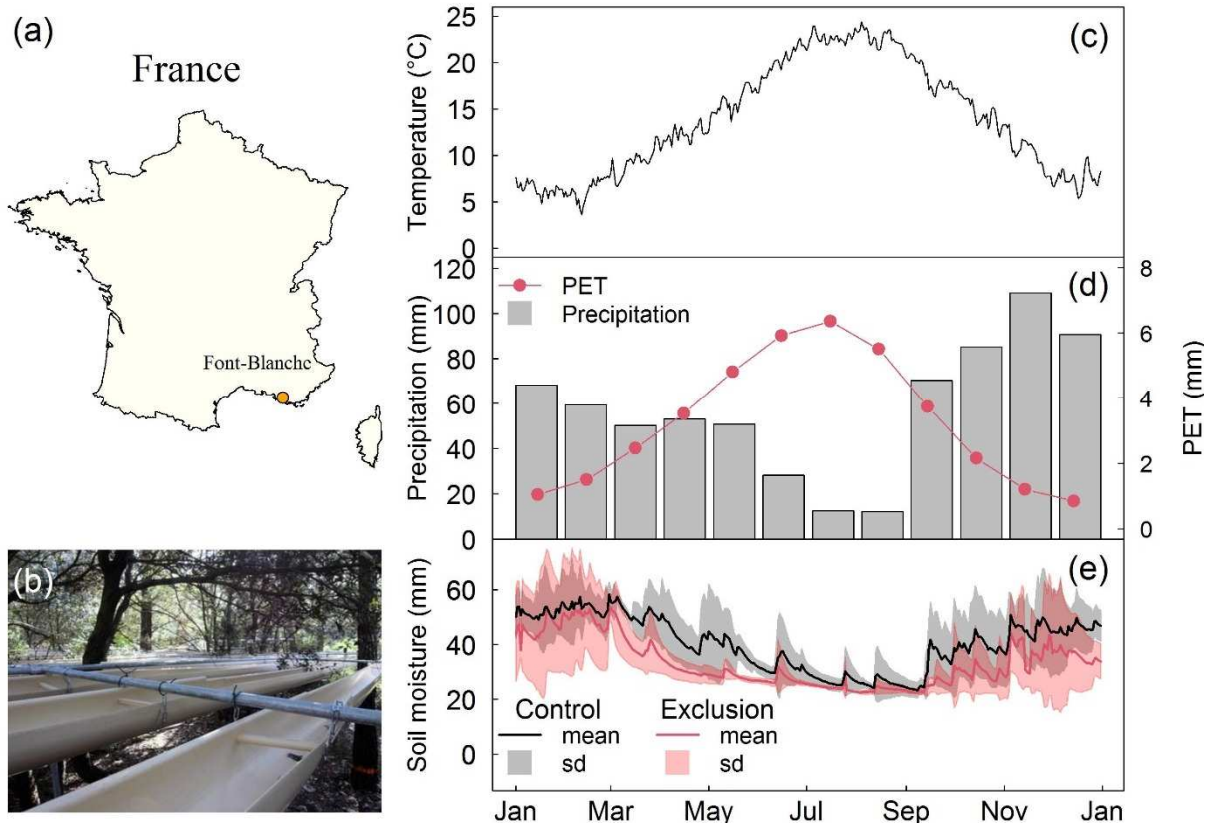 (a)
France
Font-Blanche
(b)
(c)
Temperature (°C)
25
20
15
10
5
0
(d)
PET
Precipitation
Precipitation (mm)
120
100
80
60
40
20
0
PET (mm)
8
6
4
2
0
(e)
Soil moisture (mm)
60
40
20
0
Control
mean
sd
Exclusion
mean
sd
Jan Mar May Jul Sep Nov Jan